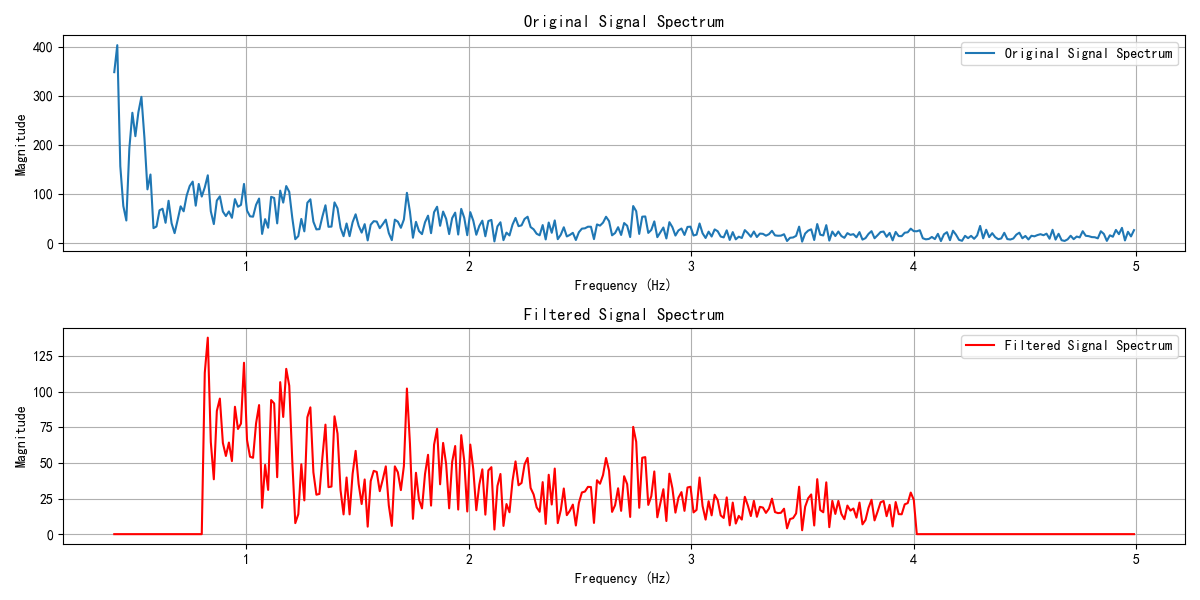 Original Signal Spectrum
Original Signal Spectrum
Magnitude
400
300
200
100
0
1
2
3
4
5
Frequency (Hz)
Filtered Signal Spectrum
Filtered Signal Spectrum
Magnitude
125
100
75
50
25
0
1
2
3
4
5
Frequency (Hz)